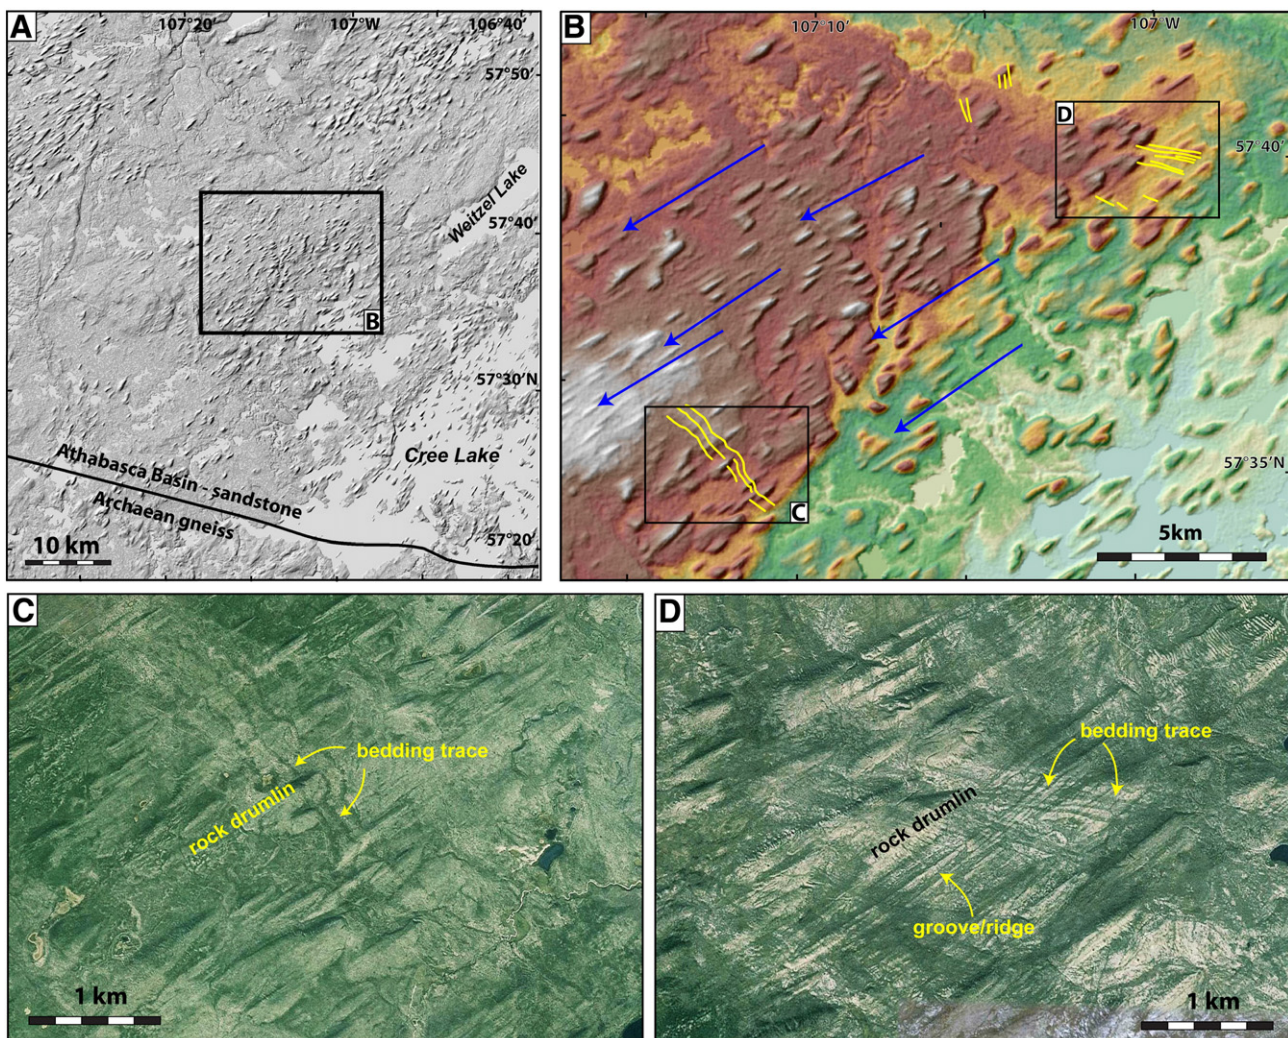 A
107°20'
107°W
106°40'
57°50'
Weitzel Lake
57°40'
B
57°30'N
Cree Lake
Athabasca Basin - sandstone
Archaean gneiss
57°20
10 km
B
107°10'
107 W
D
57°40'
57°35'N
C
5km
C
bedding trace
rock drumlin
1 km
D
bedding trace
rock drumlin
groove/ridge
1 km